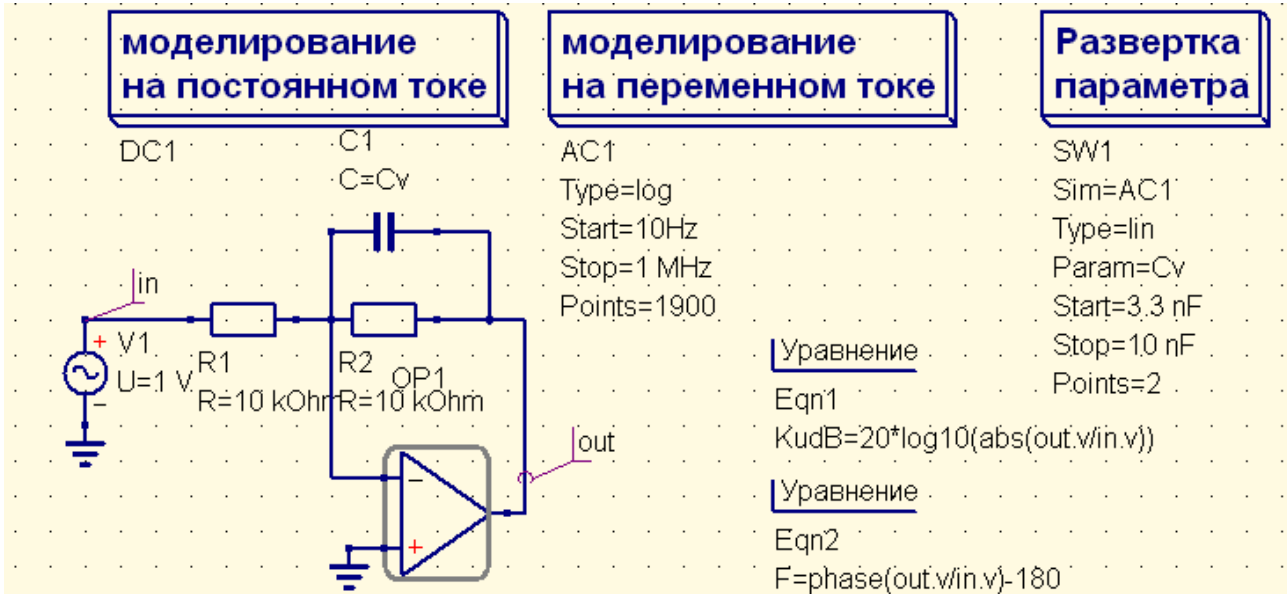 моделирование
на постоянном токе
моделирование
на переменном токе
Развертка
параметра
DC1
C1
C=Cv
AC1
Type=log
Start=10Hz
Stop=1 MHz
Points=1900
SW1
Sim=AC1
Type=lin
Param=Cv
Start=3.3 nF
Stop=10 nF
Points=2
in
+
V1
U=1 V
−
R1
R=10 kOhm
R2
R=10 kOhm
OP1
−
+
out
Уравнение
Eqn1
KudB=20*log10(abs(out.v/in.v))
Уравнение
Eqn2
F=phase(out.v/in.v)-180